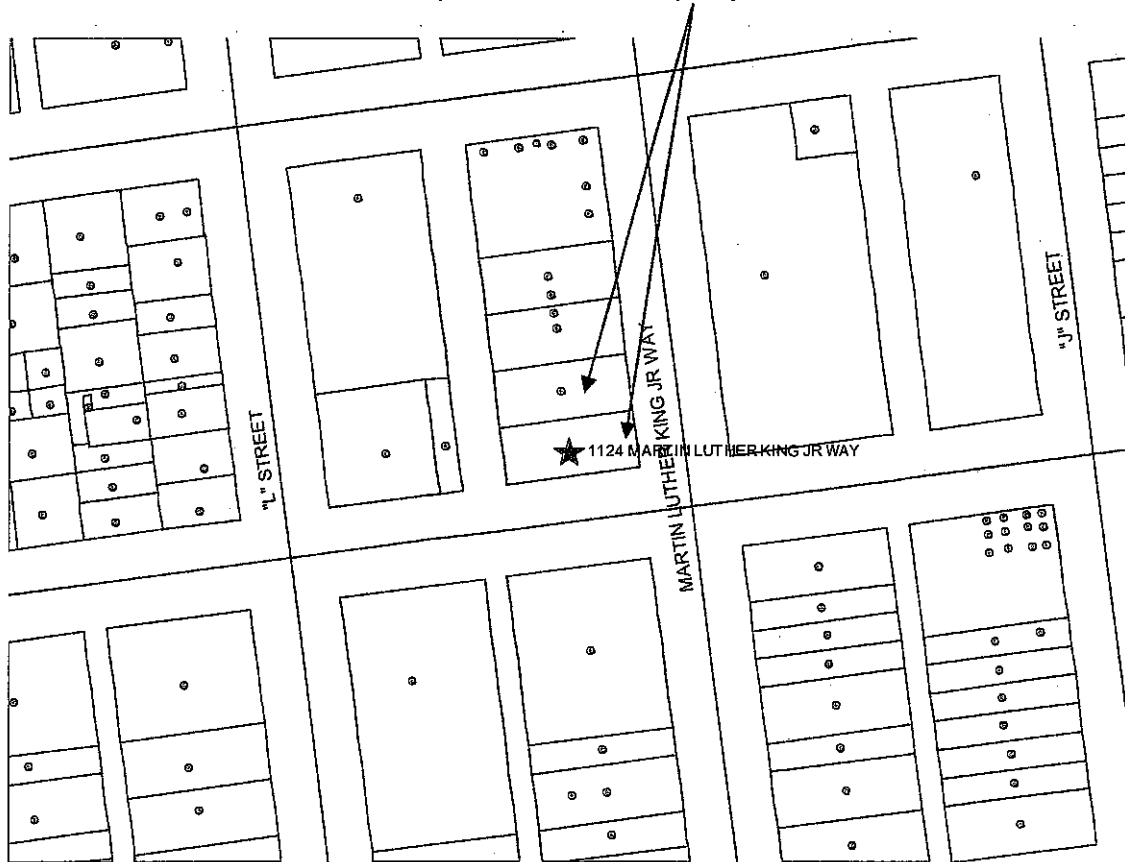 "J" STREET
MARTIN LUTHER KING JR WAY
"L" STREET
1124 MARTIN LUTHER KING JR WAY